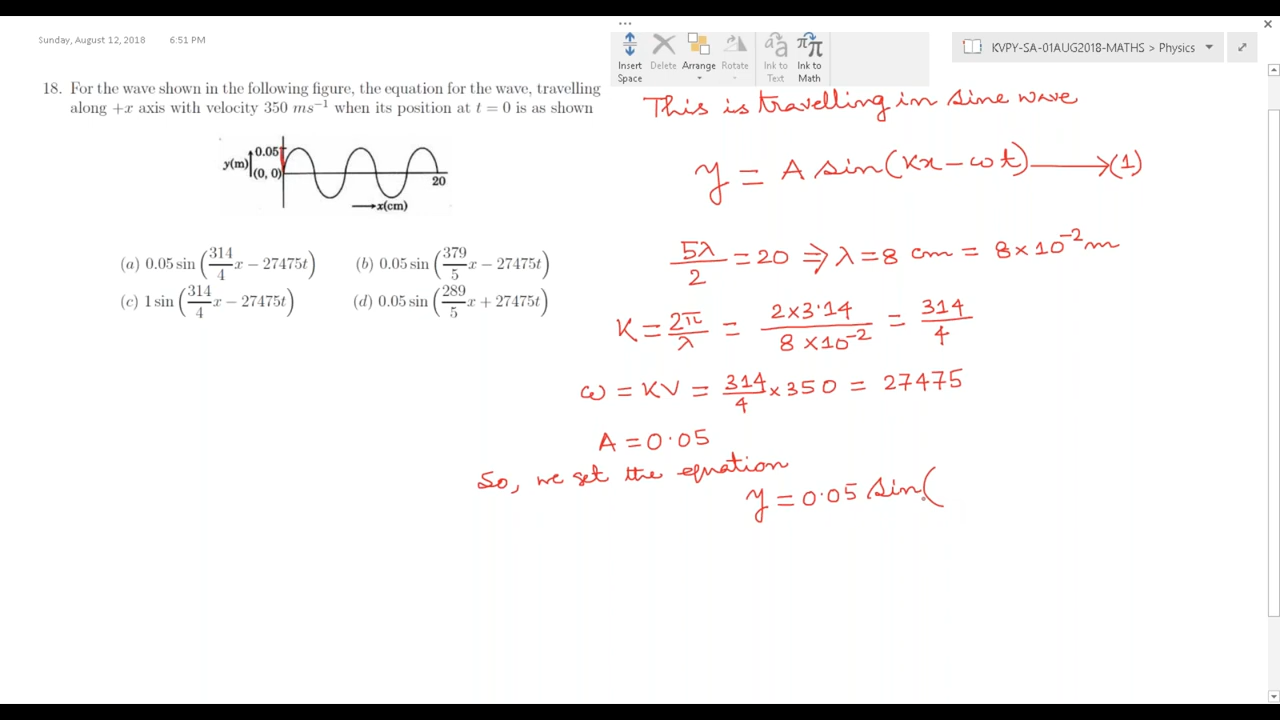 Sunday, August 12, 2018 6:51 PM
Insert Space
Delete
Arrange
Rotate
Ink to Text
Ink to Math
KVPY-SA-01AUG2018-MATHS > Physics
18. For the wave shown in the following figure, the equation for the wave, travelling
along +x axis with velocity 350 ms⁻¹ when its position at t = 0 is as shown
y(m)
0.05
(0, 0)
20
x(cm)
(a) 0.05 sin (314/4 x − 27475t) (b) 0.05 sin (379/5 x − 27475t)
(c) 1 sin (314/4 x − 27475t) (d) 0.05 sin (289/5 x + 27475t)
This is travelling in sine wave
y = A sin(Kx − ωt) → (1)
5λ/2 = 20 ⇒ λ = 8 cm = 8 × 10⁻² m
K = 2π/λ = 2×3·14/8×10⁻² = 314/4
ω = KV = 314/4 × 350 = 27475
A = 0·05
So, we get the equation
y = 0·05 sin(